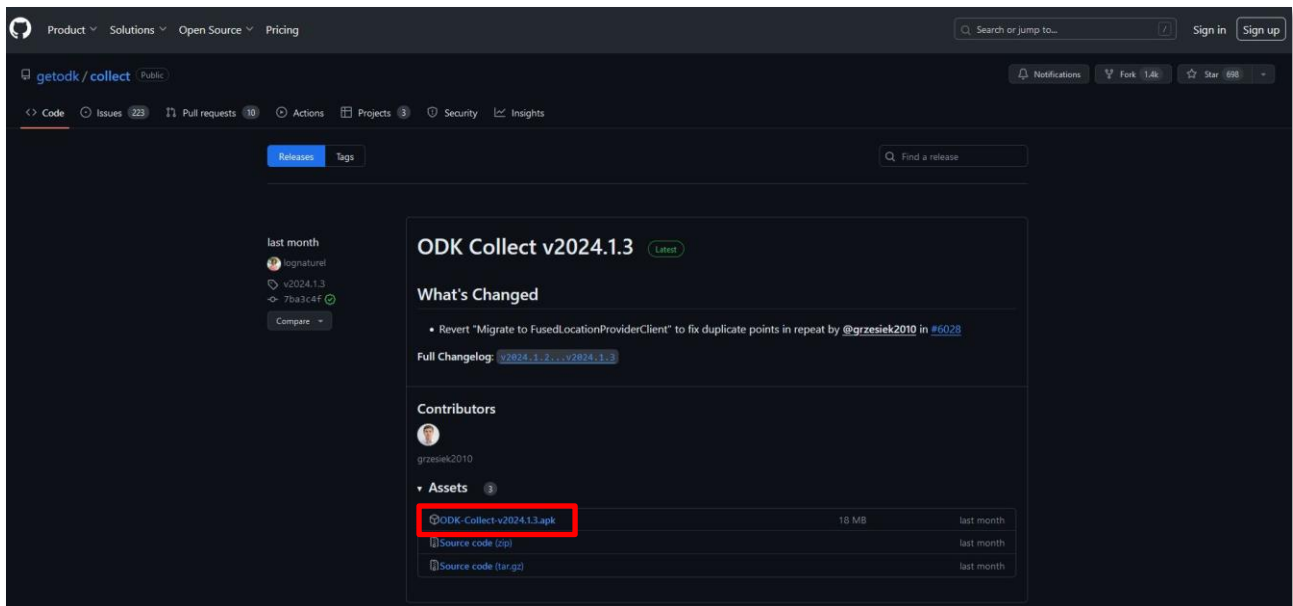 Product Solutions Open Source Pricing Search or jump to... / Sign in Sign up
getodk / collect Public Notifications Fork 1.4k Star 698
<> Code Issues 223 Pull requests 10 Actions Projects 3 Security Insights
Releases Tags Find a release
last month
lognaturel
v2024.1.3
7ba3c4f
Compare
ODK Collect v2024.1.3 Latest
What's Changed
• Revert "Migrate to FusedLocationProviderClient" to fix duplicate points in repeat by @grzesiek2010 in #6028
Full Changelog: v2024.1.2...v2024.1.3
Contributors
grzesiek2010
Assets 3
ODK-Collect-v2024.1.3.apk 18 MB last month
Source code (zip) last month
Source code (tar.gz) last month